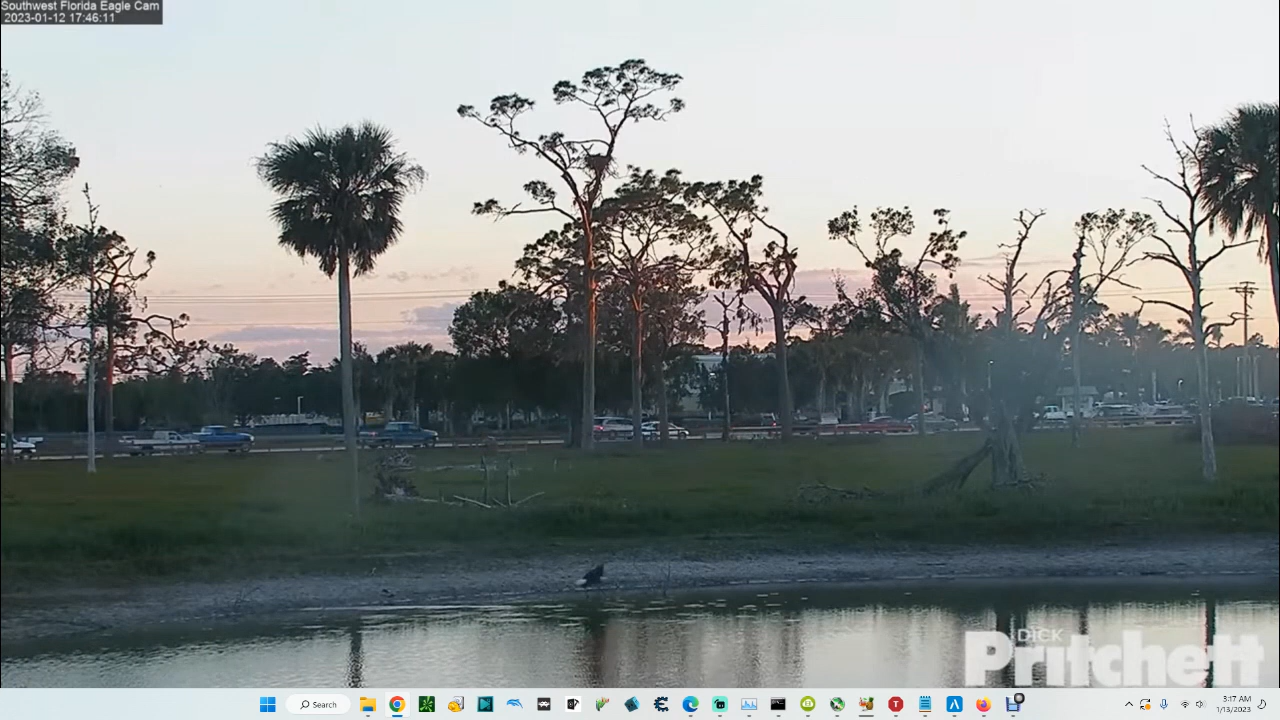 Southwest Florida Eagle Cam
2023-01-12 17:46:11
DICK
Pritchett
Search
3:17 AM
1/13/2023